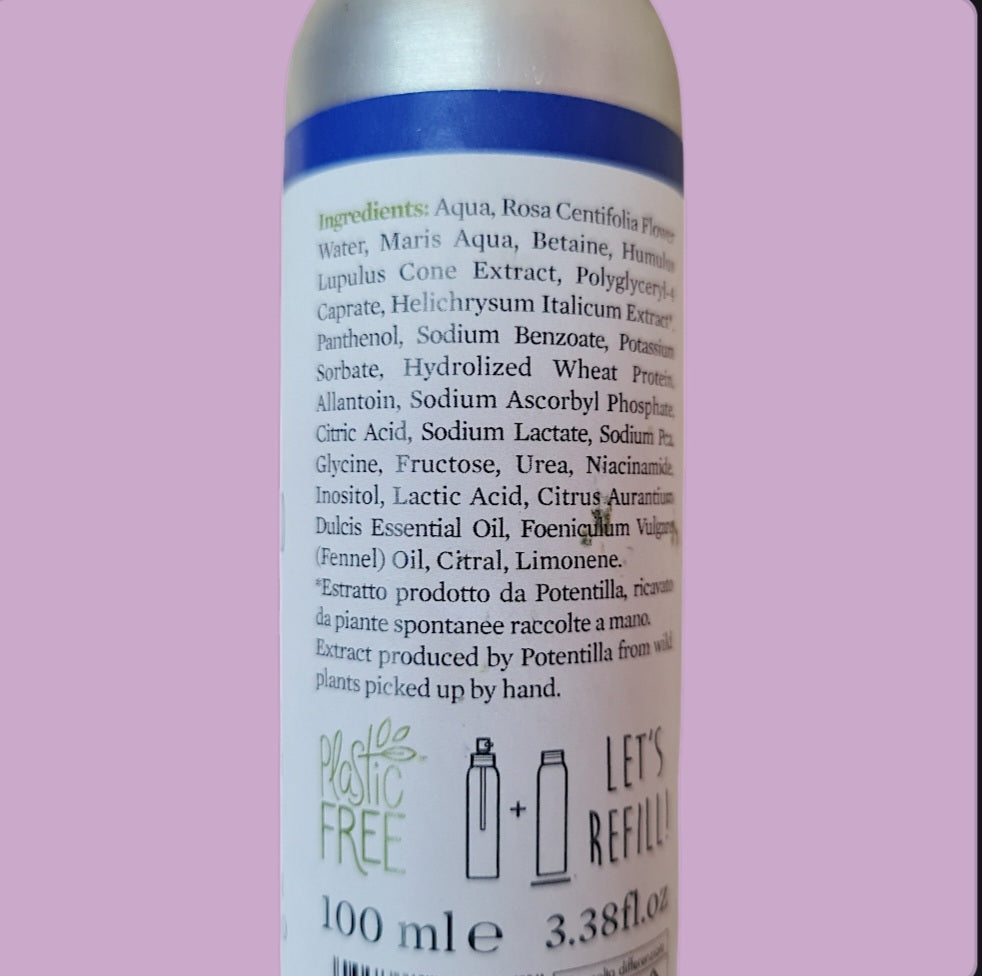 Ingredients: Aqua, Rosa Centifolia Flower
Water, Maris Aqua, Betaine, Humulus
Lupulus Cone Extract, Polyglyceryl-4
Caprate, Helichrysum Italicum Extract*,
Panthenol, Sodium Benzoate, Potassium
Sorbate, Hydrolized Wheat Protein,
Allantoin, Sodium Ascorbyl Phosphate,
Citric Acid, Sodium Lactate, Sodium Pca,
Glycine, Fructose, Urea, Niacinamide,
Inositol, Lactic Acid, Citrus Aurantium
Dulcis Essential Oil, Foeniculum Vulgare
(Fennel) Oil, Citral, Limonene.
*Estratto prodotto da Potentilla, ricavato
da piante spontanee raccolte a mano.
Extract produced by Potentilla from wild
plants picked up by hand.
Plastic
FREE
+
LET'S
REFILL!
100 ml e 3.38fl.oz